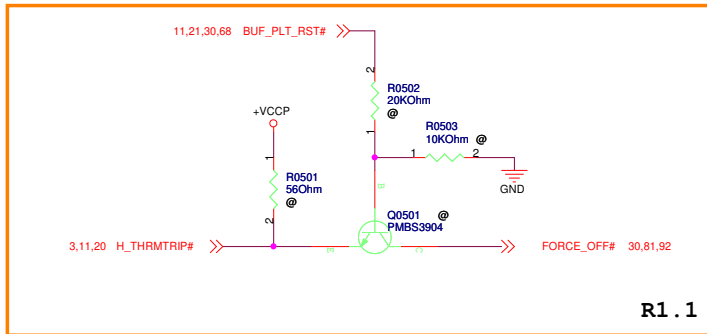 11,21,30,68 BUF_PLT_RST#
2
R0502
20KOhm
@
1
+VCCP
R0503
10KOhm @
1 2
GND
1
R0501
56Ohm
@
2
B
Q0501 @
PMBS3904
3,11,20 H_THRMTRIP#
E C
FORCE_OFF# 30,81,92
R1.1